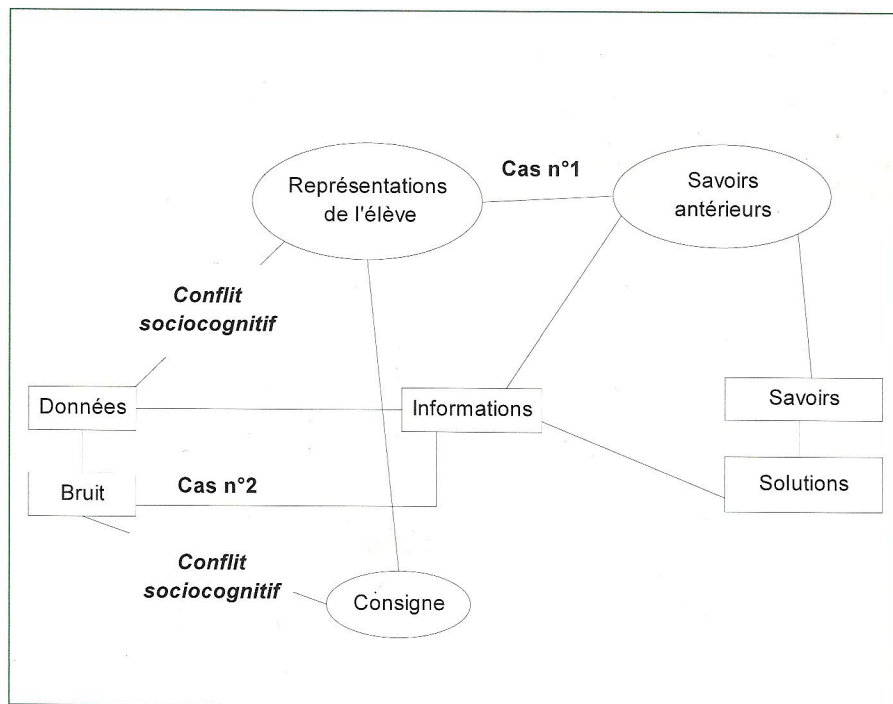 Cas n°1
Représentations
de l'élève
Savoirs
antérieurs
Conflit
sociocognitif
Données
Informations
Savoirs
Bruit
Cas n°2
Solutions
Conflit
sociocognitif
Consigne